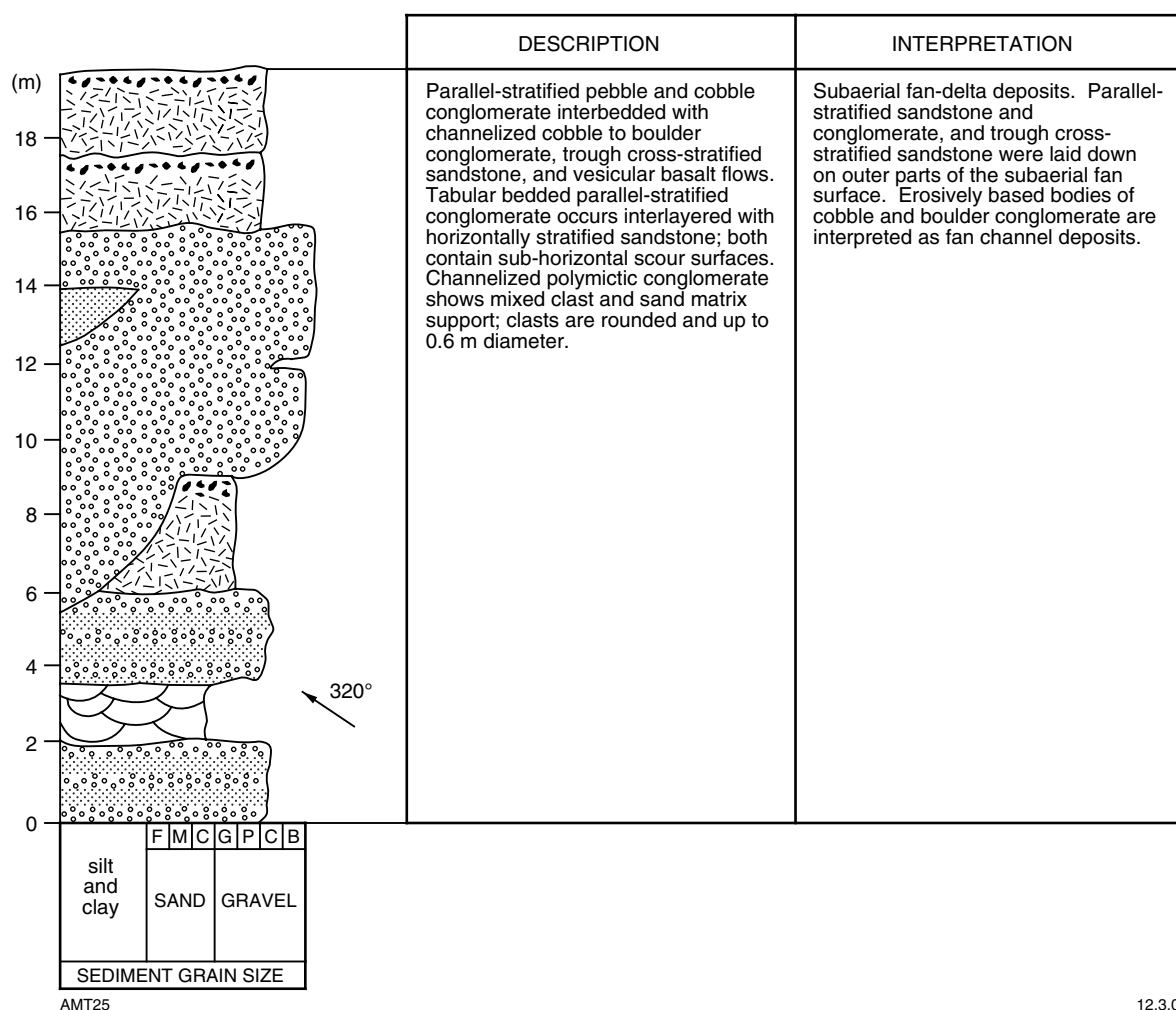 DESCRIPTION
INTERPRETATION
(m)
Parallel-stratified pebble and cobble
conglomerate interbedded with
channelized cobble to boulder
conglomerate, trough cross-stratified
sandstone, and vesicular basalt flows.
Tabular bedded parallel-stratified
conglomerate occurs interlayered with
horizontally stratified sandstone; both
contain sub-horizontal scour surfaces.
Channelized polymictic conglomerate
shows mixed clast and sand matrix
support; clasts are rounded and up to
0.6 m diameter.
Subaerial fan-delta deposits. Parallel-
stratified sandstone and
conglomerate, and trough cross-
stratified sandstone were laid down
on outer parts of the subaerial fan
surface. Erosively based bodies of
cobble and boulder conglomerate are
interpreted as fan channel deposits.
18
16
14
12
10
8
6
4
320°
2
0
F M C G P C B
silt
and
clay
SAND
GRAVEL
SEDIMENT GRAIN SIZE
AMT25
12.3.0